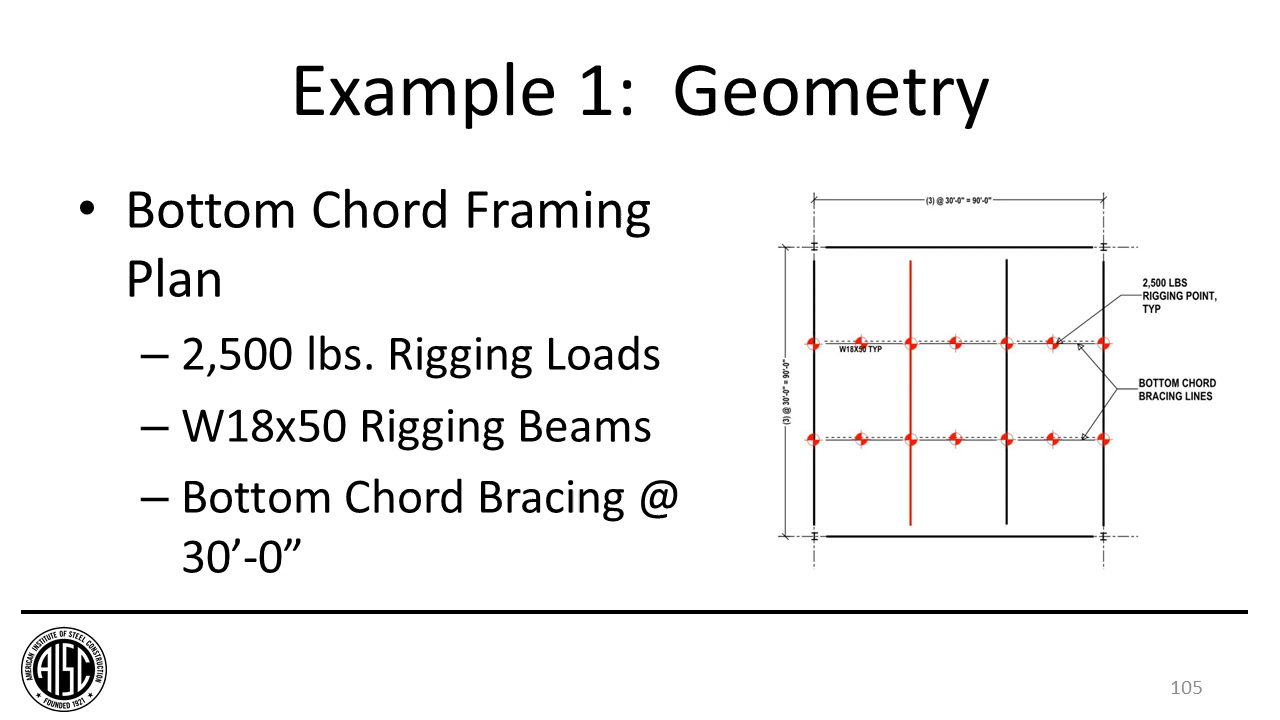 Example 1:  Geometry
• Bottom Chord Framing
Plan
– 2,500 lbs. Rigging Loads
– W18x50 Rigging Beams
– Bottom Chord Bracing @
30’-0”
(3) @ 30'-0" = 90'-0"
(3) @ 30'-0" = 90'-0"
W18X50 TYP
2,500 LBS
RIGGING POINT,
TYP
BOTTOM CHORD
BRACING LINES
AMERICAN INSTITUTE OF STEEL CONSTRUCTION
AISC
FOUNDED 1921
105